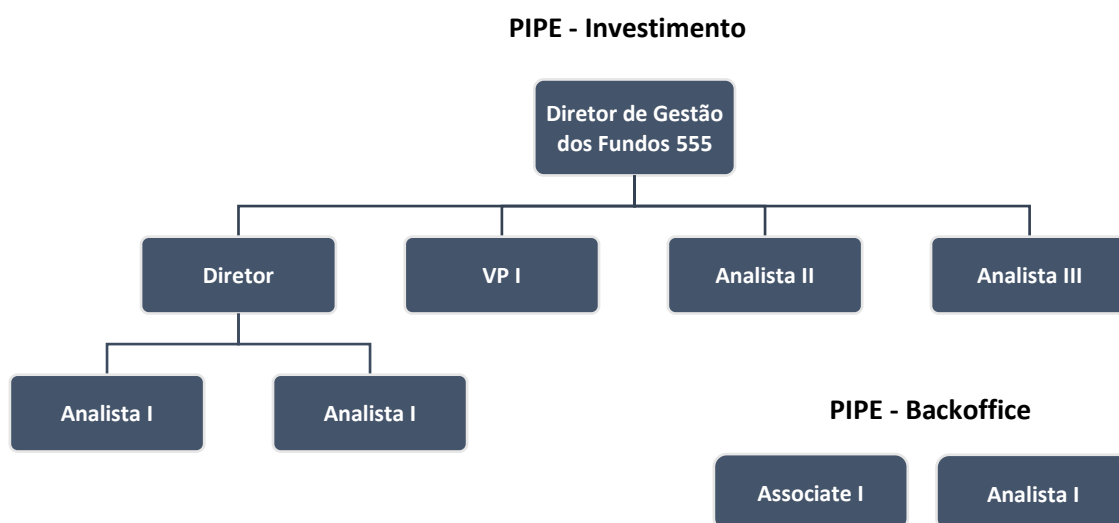 PIPE - Investimento
Diretor de Gestão
dos Fundos 555
Diretor
VP I
Analista II
Analista III
Analista I
Analista I
PIPE - Backoffice
Associate I
Analista I